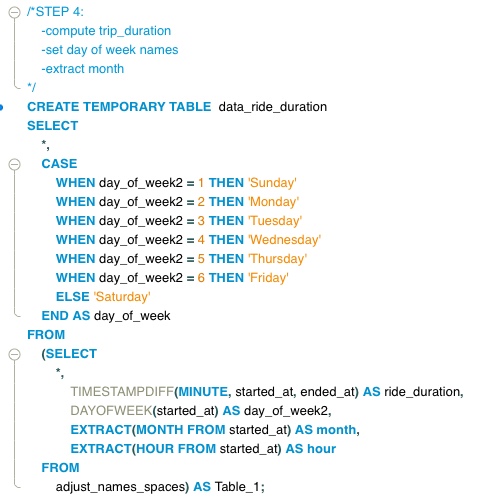 /*STEP 4:
-compute trip_duration
-set day of week names
-extract month
*/
CREATE TEMPORARY TABLE data_ride_duration
SELECT
*,
CASE
WHEN day_of_week2 = 1 THEN 'Sunday'
WHEN day_of_week2 = 2 THEN 'Monday'
WHEN day_of_week2 = 3 THEN 'Tuesday'
WHEN day_of_week2 = 4 THEN 'Wednesday'
WHEN day_of_week2 = 5 THEN 'Thursday'
WHEN day_of_week2 = 6 THEN 'Friday'
ELSE 'Saturday'
END AS day_of_week
FROM
(SELECT
*,
TIMESTAMPDIFF(MINUTE, started_at, ended_at) AS ride_duration,
DAYOFWEEK(started_at) AS day_of_week2,
EXTRACT(MONTH FROM started_at) AS month,
EXTRACT(HOUR FROM started_at) AS hour
FROM
adjust_names_spaces) AS Table_1;